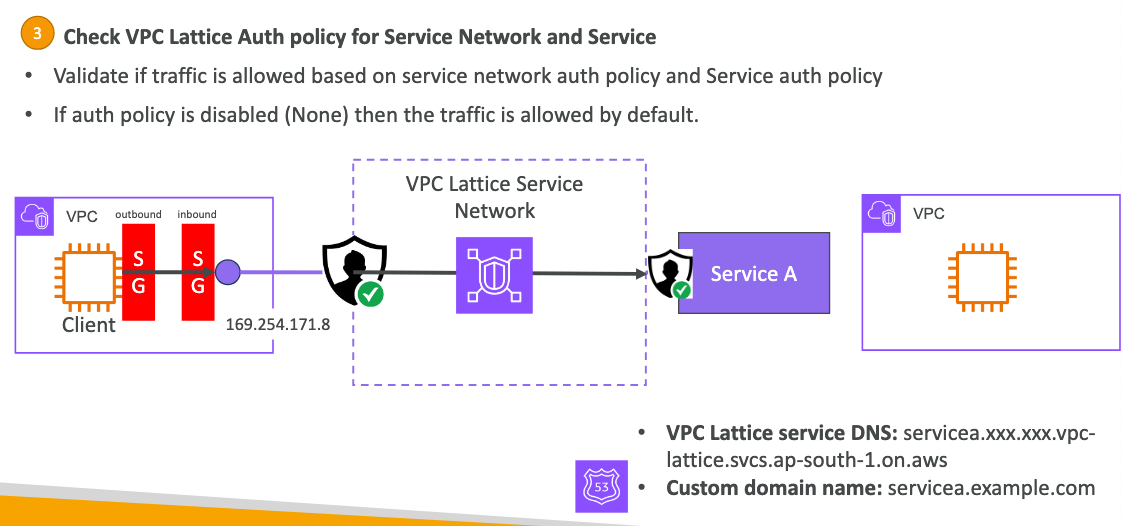 3
Check VPC Lattice Auth policy for Service Network and Service
• Validate if traffic is allowed based on service network auth policy and Service auth policy
• If auth policy is disabled (None) then the traffic is allowed by default.
VPC Lattice Service
Network
VPC
outbound
inbound
S
G
S
G
Client
169.254.171.8
Service A
VPC
• VPC Lattice service DNS: servicea.xxx.xxx.vpc-
lattice.svcs.ap-south-1.on.aws
53
• Custom domain name: servicea.example.com